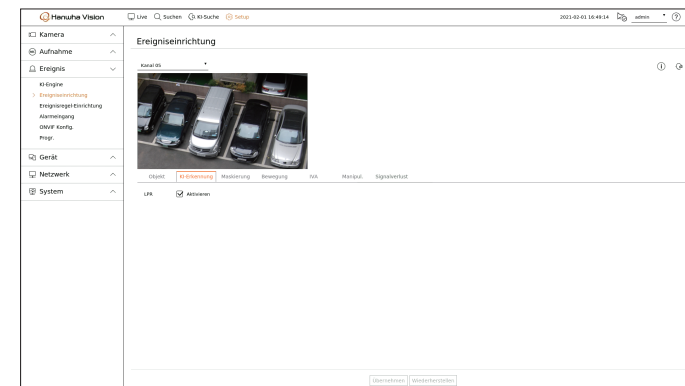 Hanwha Vision
Live Suchen KI-Suche Setup 2021-02-01 16:49:14 admin
Kamera
Aufnahme
Ereignis
KI-Engine
Ereigniseinrichtung
Ereignisregel-Einrichtung
Alarmeingang
ONVIF Konfig.
Progr.
Gerät
Netzwerk
System
Ereigniseinrichtung
Kanal 05
Objekt KI-Erkennung Maskierung Bewegung IVA Manipul. Signalverlust
LPR Aktivieren
Übernehmen Wiederherstellen